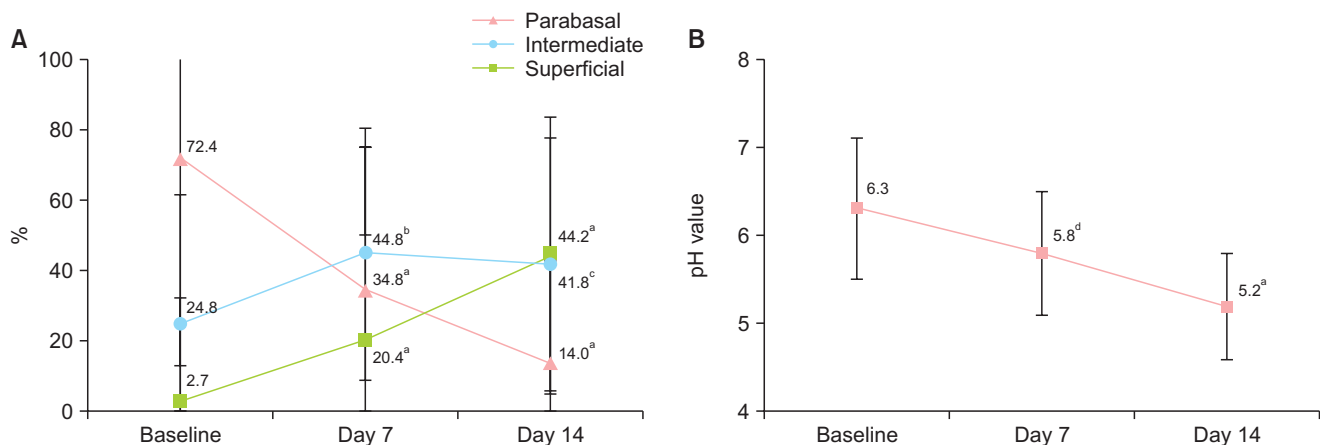 A
Parabasal
Intermediate
Superficial
100
80
60
40
20
0
%
72.4
24.8
2.7
44.8b
34.8a
20.4a
44.2a
41.8c
14.0a
Baseline
Day 7
Day 14
B
8
7
6
5
4
pH value
6.3
5.8d
5.2a
Baseline
Day 7
Day 14